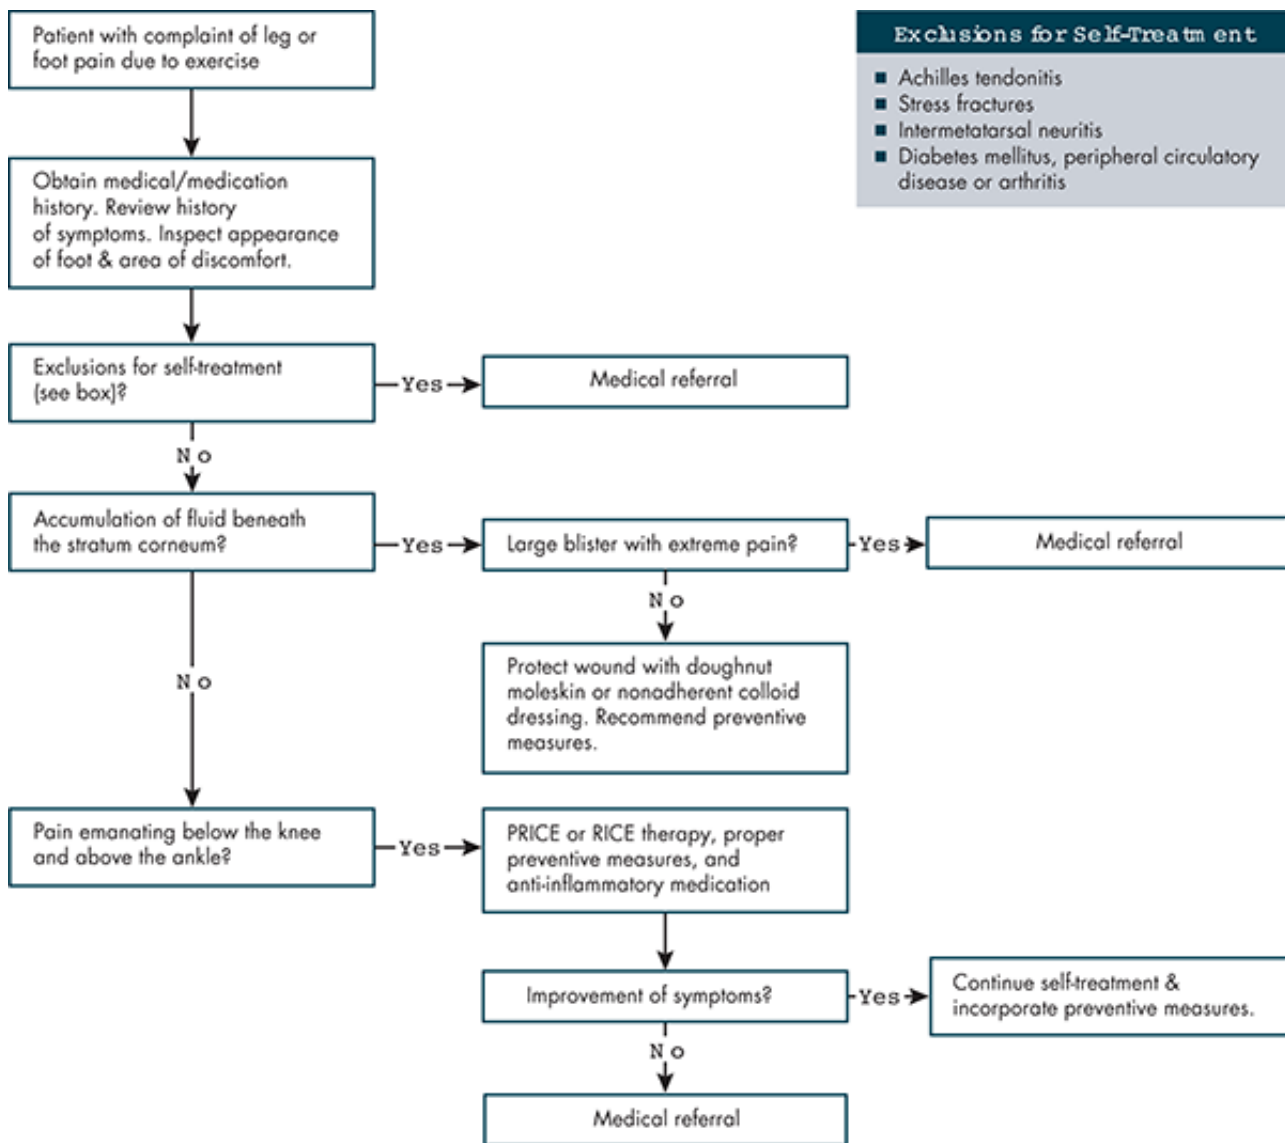 Patient with complaint of leg or
foot pain due to exercise
Exclusions for Self-Treatment
■ Achilles tendonitis
■ Stress fractures
■ Intermetatarsal neuritis
■ Diabetes mellitus, peripheral circulatory
disease or arthritis
Obtain medical/medication
history. Review history
of symptoms. Inspect appearance
of foot & area of discomfort.
Exclusions for self-treatment
(see box)?
Yes
Medical referral
No
Accumulation of fluid beneath
the stratum corneum?
Yes
Large blister with extreme pain?
Yes
Medical referral
No
Protect wound with doughnut
moleskin or nonadherent colloid
dressing. Recommend preventive
measures.
No
Pain emanating below the knee
and above the ankle?
Yes
PRICE or RICE therapy, proper
preventive measures, and
anti-inflammatory medication
Improvement of symptoms?
Yes
Continue self-treatment &
incorporate preventive measures.
No
Medical referral